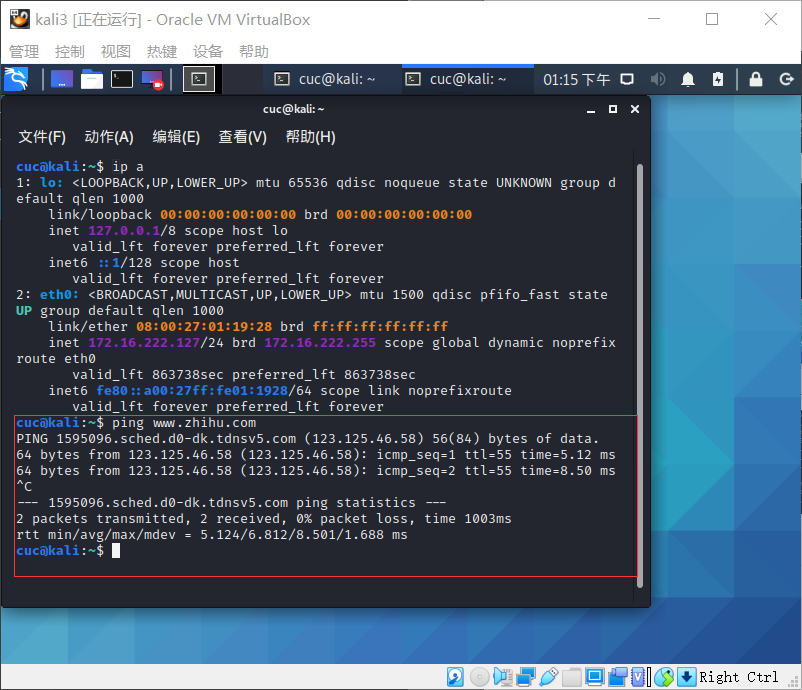 kali3 [正在运行] - Oracle VM VirtualBox
管理 控制 视图 热键 设备 帮助
cuc@kali: ~ cuc@kali: ~ 01:15 下午
cuc@kali: ~
文件(F) 动作(A) 编辑(E) 查看(V) 帮助(H)
cuc@kali:~$ ip a
1: lo: <LOOPBACK,UP,LOWER_UP> mtu 65536 qdisc noqueue state UNKNOWN group d
efault qlen 1000
    link/loopback 00:00:00:00:00:00 brd 00:00:00:00:00:00
    inet 127.0.0.1/8 scope host lo
       valid_lft forever preferred_lft forever
    inet6 ::1/128 scope host
       valid_lft forever preferred_lft forever
2: eth0: <BROADCAST,MULTICAST,UP,LOWER_UP> mtu 1500 qdisc pfifo_fast state
UP group default qlen 1000
    link/ether 08:00:27:01:19:28 brd ff:ff:ff:ff:ff:ff
    inet 172.16.222.127/24 brd 172.16.222.255 scope global dynamic noprefix
route eth0
       valid_lft 863738sec preferred_lft 863738sec
    inet6 fe80::a00:27ff:fe01:1928/64 scope link noprefixroute
       valid_lft forever preferred_lft forever
cuc@kali:~$ ping www.zhihu.com
PING 1595096.sched.d0-dk.tdnsv5.com (123.125.46.58) 56(84) bytes of data.
64 bytes from 123.125.46.58 (123.125.46.58): icmp_seq=1 ttl=55 time=5.12 ms
64 bytes from 123.125.46.58 (123.125.46.58): icmp_seq=2 ttl=55 time=8.50 ms
^C
--- 1595096.sched.d0-dk.tdnsv5.com ping statistics ---
2 packets transmitted, 2 received, 0% packet loss, time 1003ms
rtt min/avg/max/mdev = 5.124/6.812/8.501/1.688 ms
cuc@kali:~$
Right Ctrl